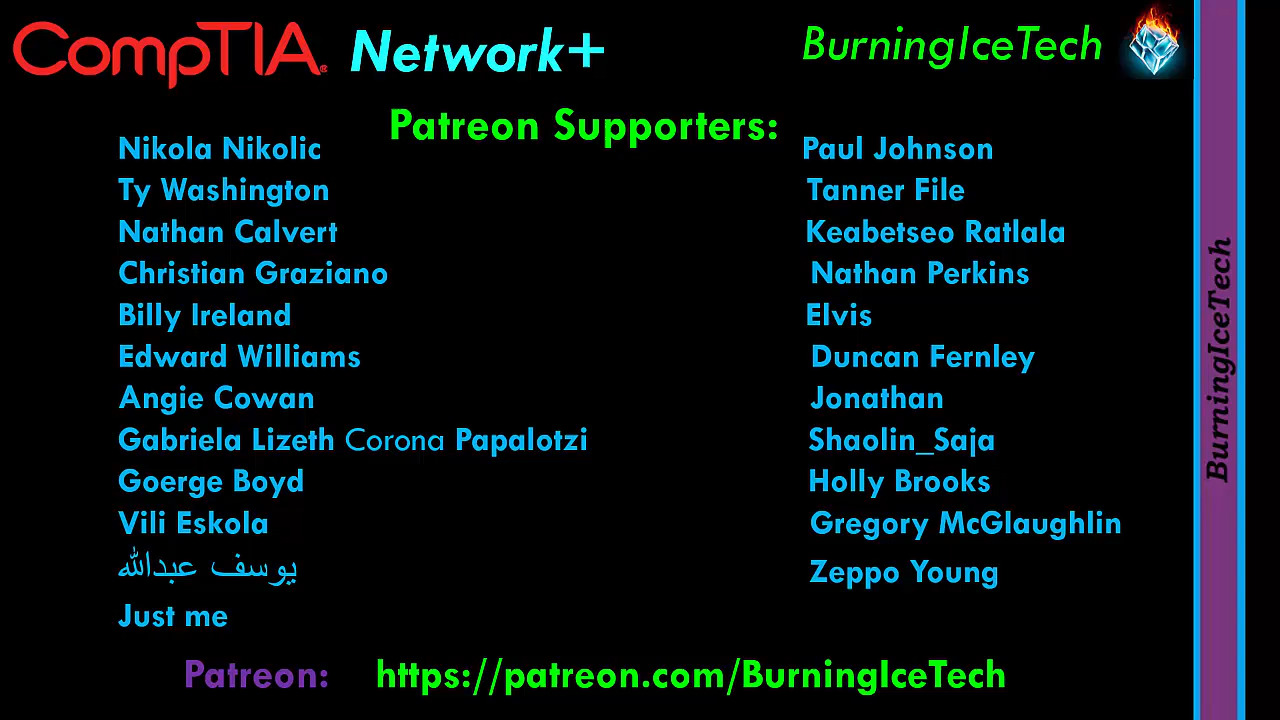 CompTIA® Network+
BurningIceTech
Patreon Supporters:
Nikola Nikolic
Ty Washington
Nathan Calvert
Christian Graziano
Billy Ireland
Edward Williams
Angie Cowan
Gabriela Lizeth Corona Papalotzi
Goerge Boyd
Vili Eskola
يوسف عبدالله
Just me
Paul Johnson
Tanner File
Keabetseo Ratlala
Nathan Perkins
Elvis
Duncan Fernley
Jonathan
Shaolin_Saja
Holly Brooks
Gregory McGlaughlin
Zeppo Young
Patreon: https://patreon.com/BurningIceTech
BurningIceTech